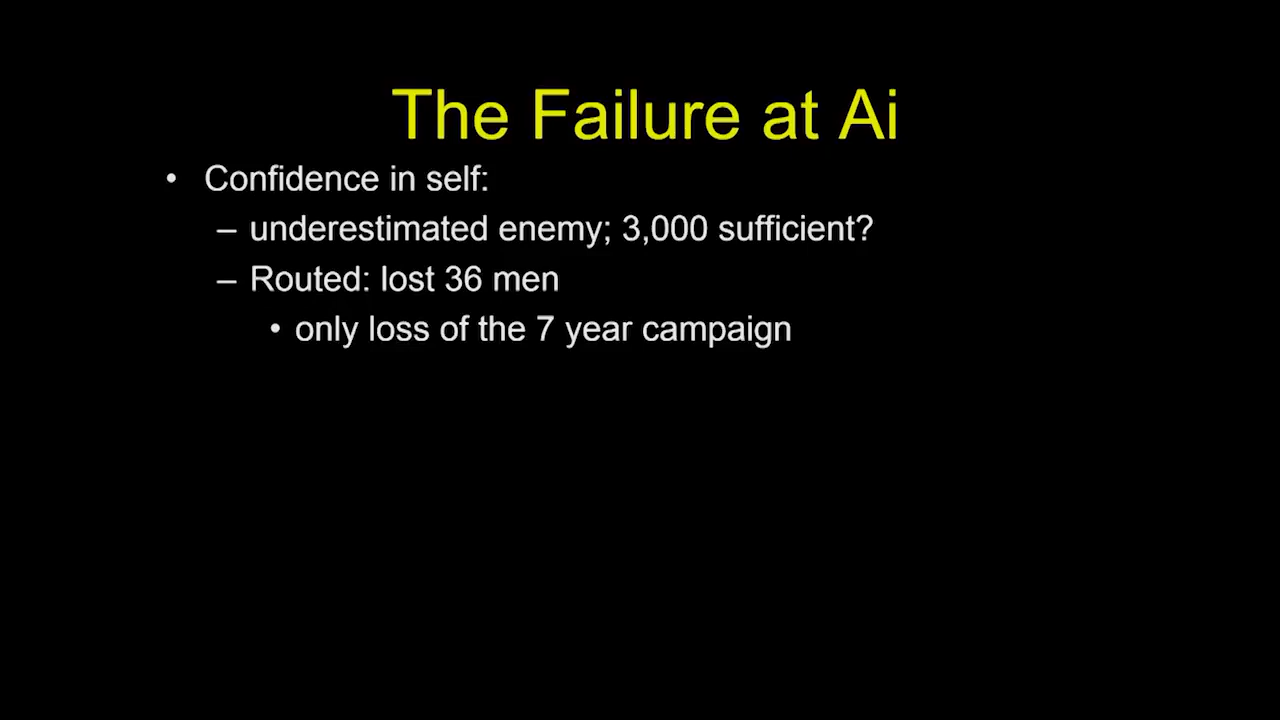 The Failure at Ai
• Confidence in self:
– underestimated enemy; 3,000 sufficient?
– Routed: lost 36 men
• only loss of the 7 year campaign